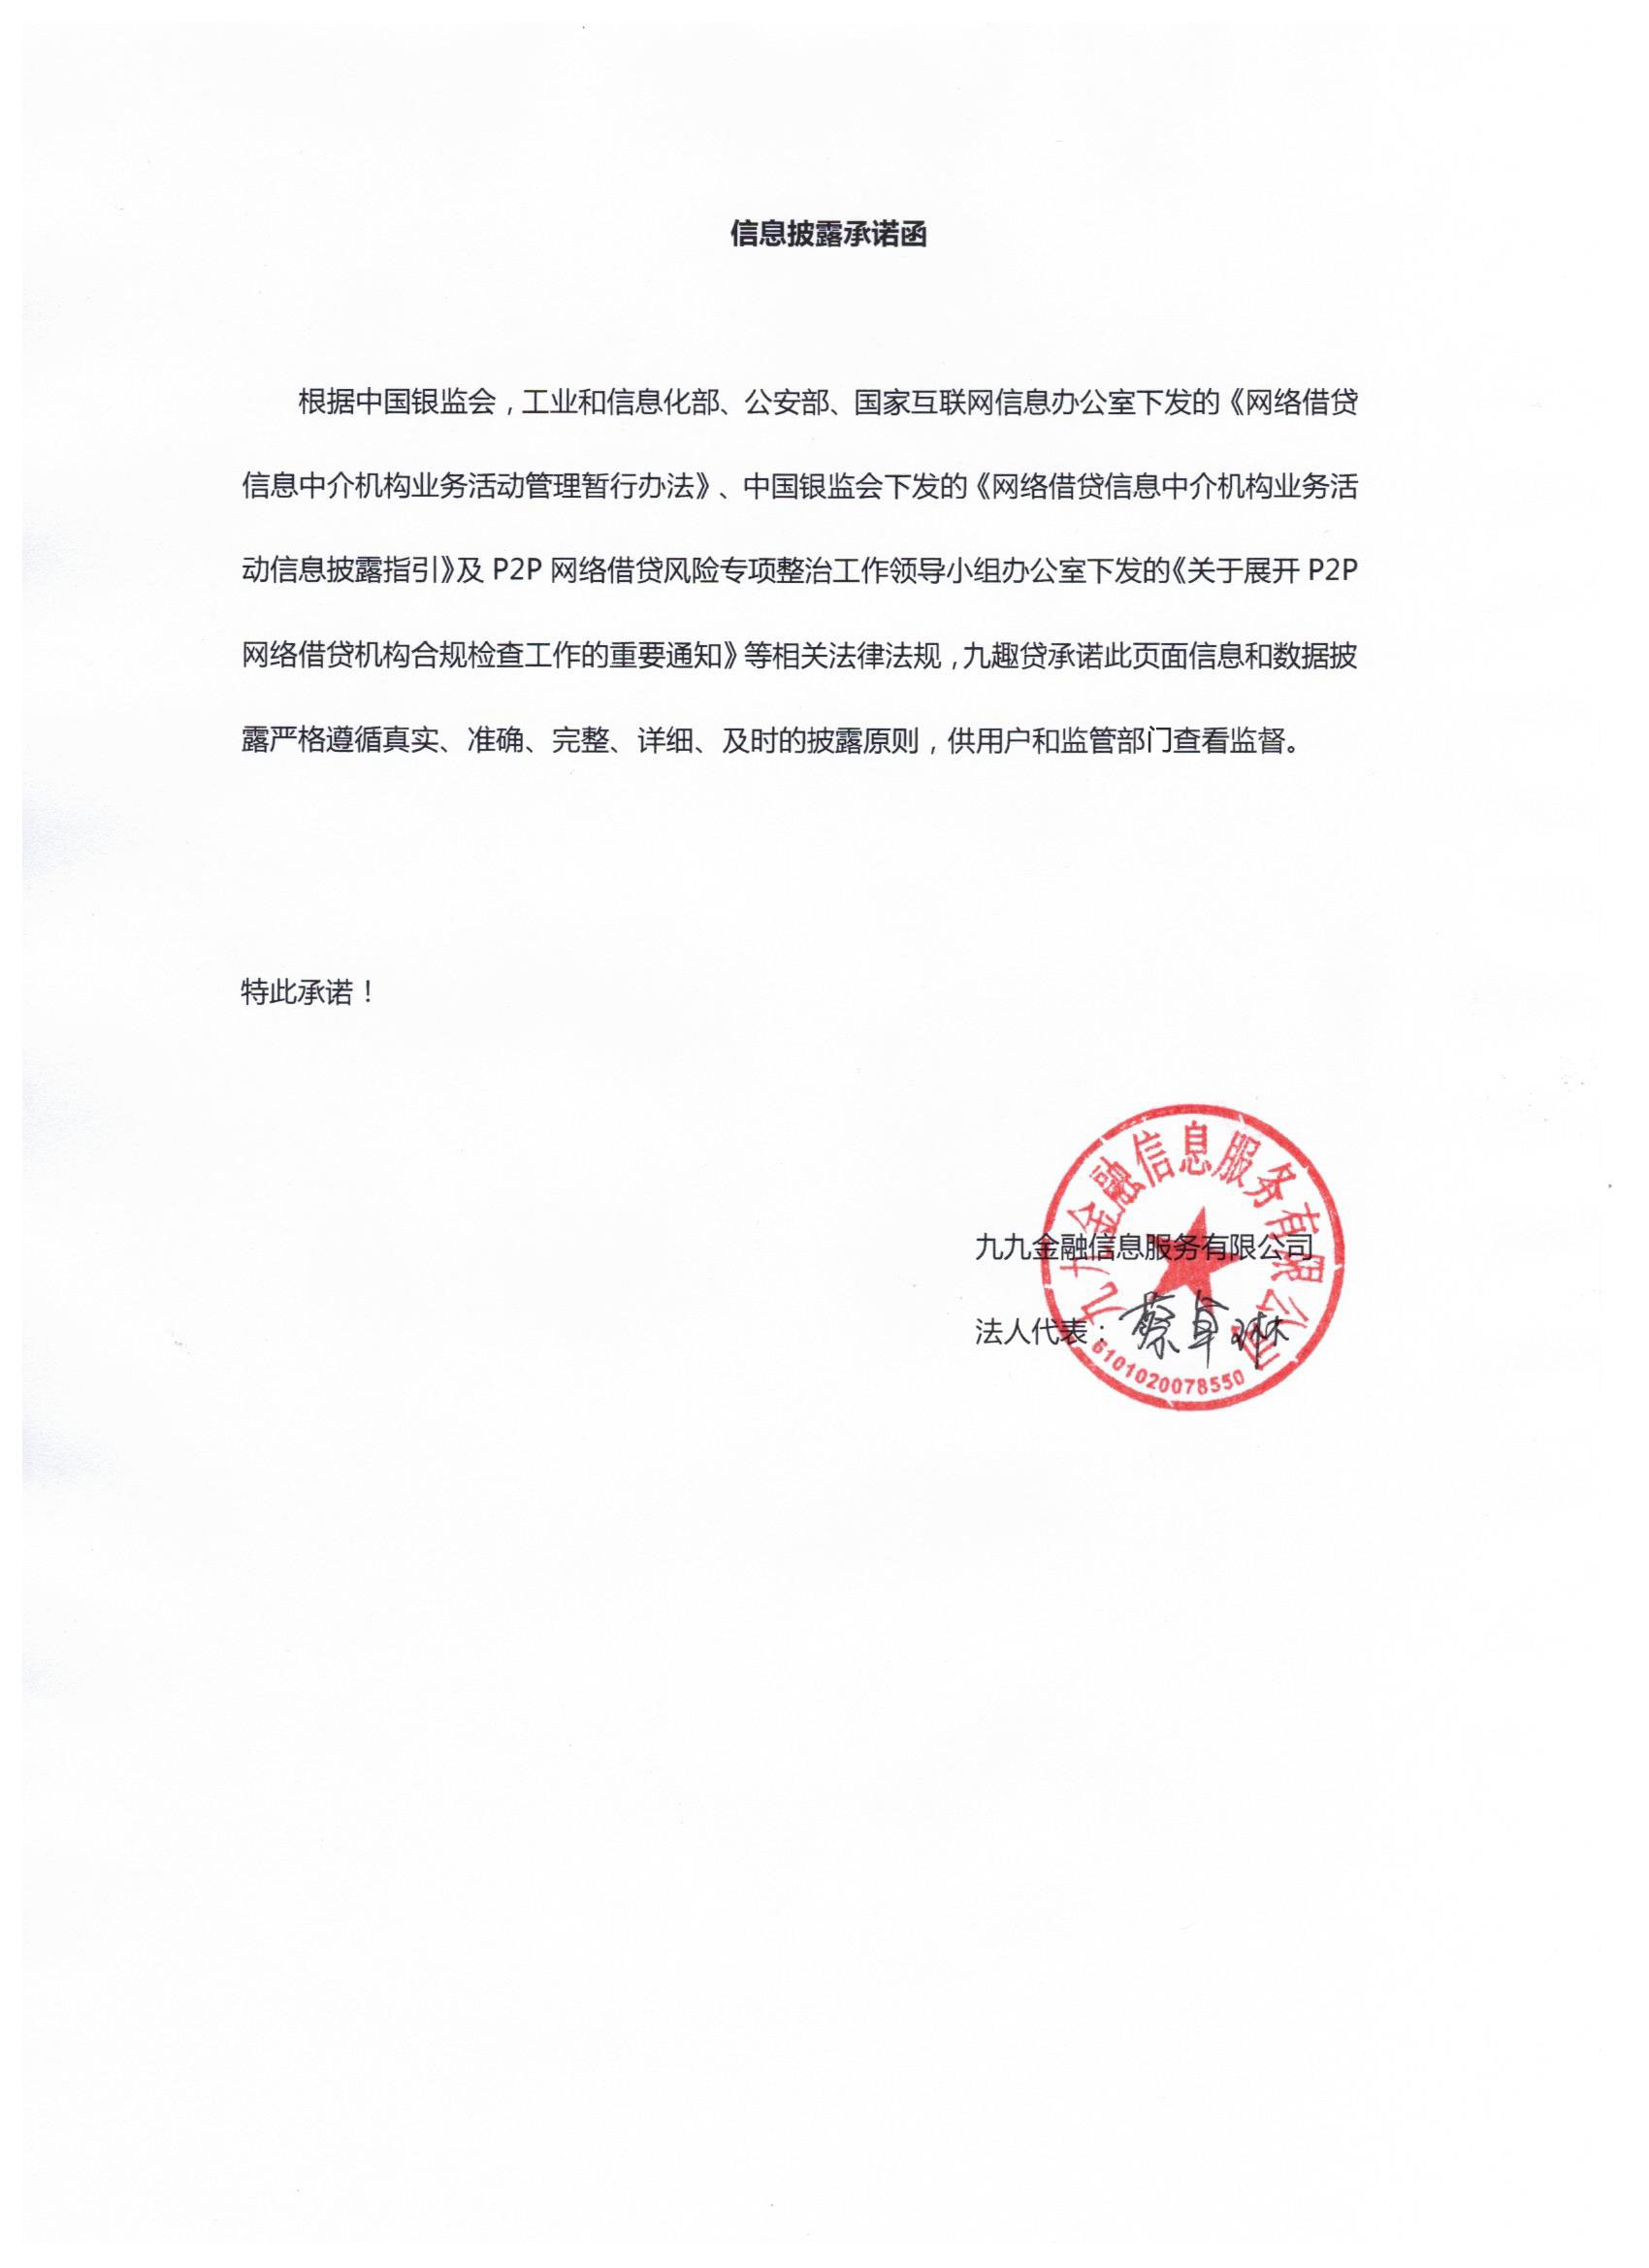 信息披露承诺函
根据中国银监会，工业和信息化部、公安部、国家互联网信息办公室下发的《网络借贷
信息中介机构业务活动管理暂行办法》、中国银监会下发的《网络借贷信息中介机构业务活
动信息披露指引》及 P2P 网络借贷风险专项整治工作领导小组办公室下发的《关于展开 P2P
网络借贷机构合规检查工作的重要通知》等相关法律法规，九趣贷承诺此页面信息和数据披
露严格遵循真实、准确、完整、详细、及时的披露原则，供用户和监管部门查看监督。
特此承诺！
九九金融信息服务有限公司
九九金融信息服务有限公司
法人代表：蔡卓琳
6101020078550